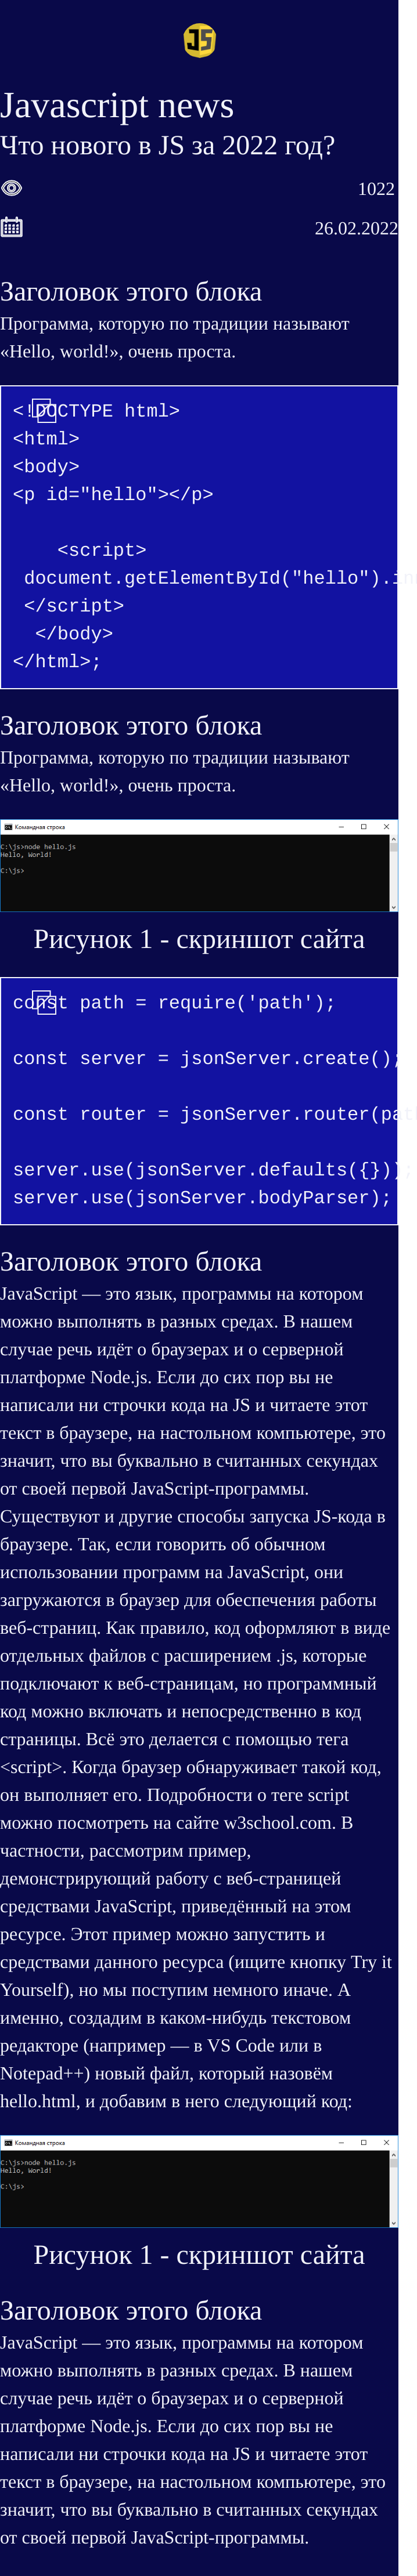 JS
Javascript news
Что нового в JS за 2022 год?
1022
26.02.2022
Заголовок этого блока
Программа, которую по традиции называют
«Hello, world!», очень проста.
<!DOCTYPE html>
<html>
<body>
<p id="hello"></p>
<script>
document.getElementById("hello").inn
</script>
</body>
</html>;
Заголовок этого блока
Программа, которую по традиции называют
«Hello, world!», очень проста.
Командная строка
C:\js>node hello.js
Hello, World!
C:\js>
Рисунок 1 - скриншот сайта
const path = require('path');
const server = jsonServer.create();
const router = jsonServer.router(pat
server.use(jsonServer.defaults({}));
server.use(jsonServer.bodyParser);
Заголовок этого блока
JavaScript — это язык, программы на котором
можно выполнять в разных средах. В нашем
случае речь идёт о браузерах и о серверной
платформе Node.js. Если до сих пор вы не
написали ни строчки кода на JS и читаете этот
текст в браузере, на настольном компьютере, это
значит, что вы буквально в считанных секундах
от своей первой JavaScript-программы.
Существуют и другие способы запуска JS-кода в
браузере. Так, если говорить об обычном
использовании программ на JavaScript, они
загружаются в браузер для обеспечения работы
веб-страниц. Как правило, код оформляют в виде
отдельных файлов с расширением .js, которые
подключают к веб-страницам, но программный
код можно включать и непосредственно в код
страницы. Всё это делается с помощью тега
<script>. Когда браузер обнаруживает такой код,
он выполняет его. Подробности о теге script
можно посмотреть на сайте w3school.com. В
частности, рассмотрим пример,
демонстрирующий работу с веб-страницей
средствами JavaScript, приведённый на этом
ресурсе. Этот пример можно запустить и
средствами данного ресурса (ищите кнопку Try it
Yourself), но мы поступим немного иначе. А
именно, создадим в каком-нибудь текстовом
редакторе (например — в VS Code или в
Notepad++) новый файл, который назовём
hello.html, и добавим в него следующий код:
Командная строка
C:\js>node hello.js
Hello, World!
C:\js>
Рисунок 1 - скриншот сайта
Заголовок этого блока
JavaScript — это язык, программы на котором
можно выполнять в разных средах. В нашем
случае речь идёт о браузерах и о серверной
платформе Node.js. Если до сих пор вы не
написали ни строчки кода на JS и читаете этот
текст в браузере, на настольном компьютере, это
значит, что вы буквально в считанных секундах
от своей первой JavaScript-программы.